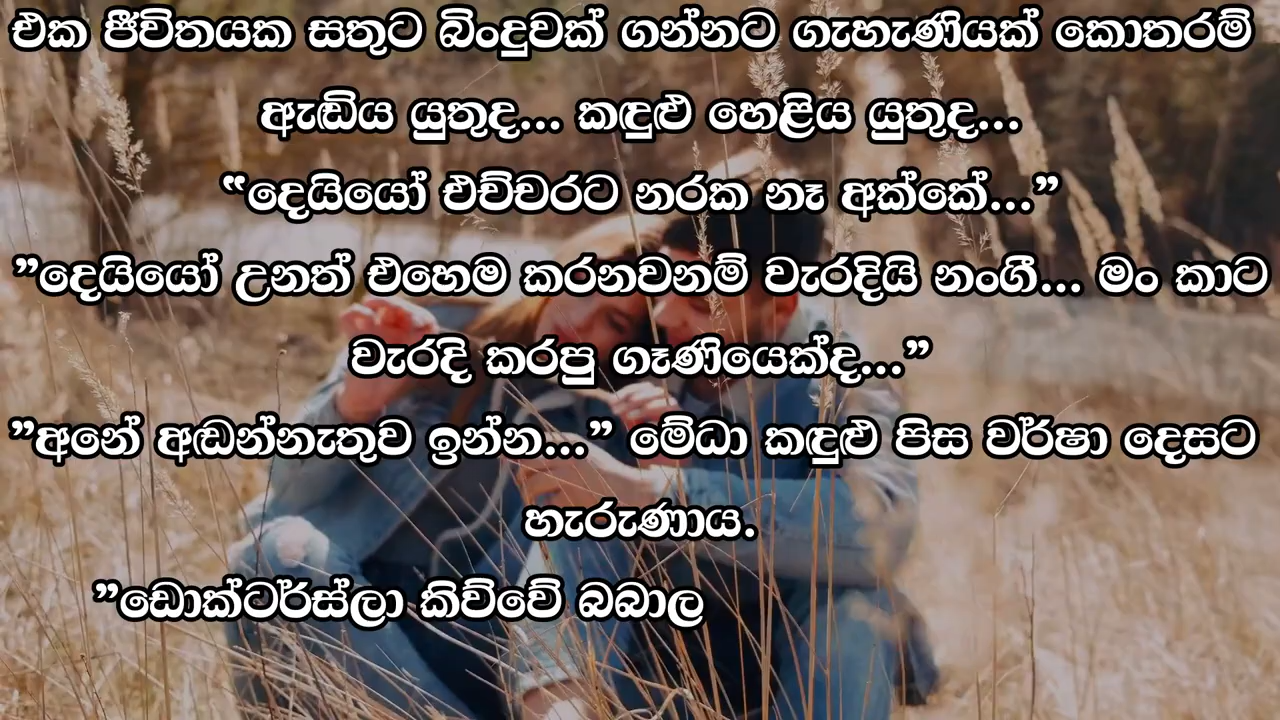 එක ජීවිතයක සතුට බිංදුවක් ගන්නට ගැහැණියක් කොතරම්
ඇඬිය යුතුද... කඳුළු හෙළිය යුතුද...
“දෙයියෝ එච්චරට නරක නෑ අක්කේ...”
”දෙයියෝ උනත් එහෙම කරනවනම් වැරදියි නංගී... මං කාට
වැරදි කරපු ගෑණියෙක්ද...”
”අනේ අඬන්නැතුව ඉන්න...” මේධා කඳුළු පිස වර්ෂා දෙසට
හැරුණාය.
”ඩොක්ටර්ස්ලා කිව්වේ බබාල